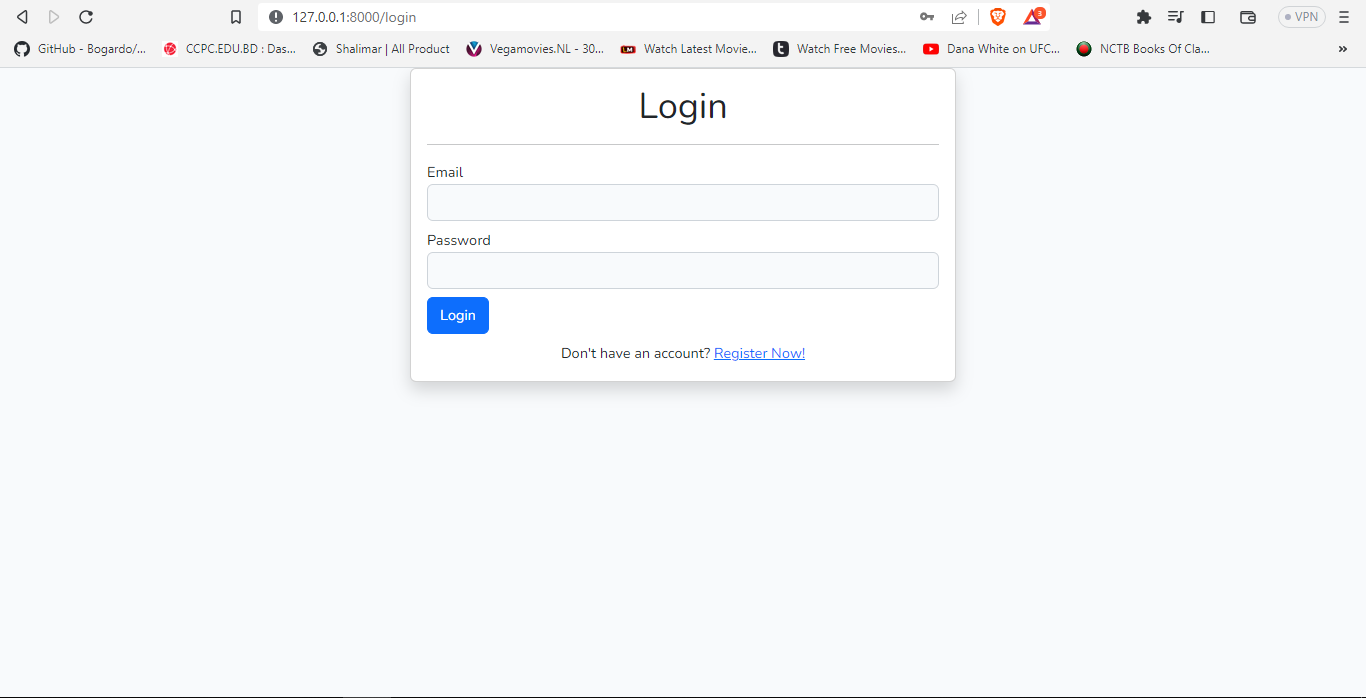 127.0.0.1:8000/login
3
VPN
GitHub - Bogardo/...
CCPC.EDU.BD : Das...
Shalimar | All Product
Vegamovies.NL - 30...
LM
Watch Latest Movie...
t
Watch Free Movies...
Dana White on UFC...
NCTB Books Of Cla...
Login
Email
Password
Login
Don't have an account? Register Now!